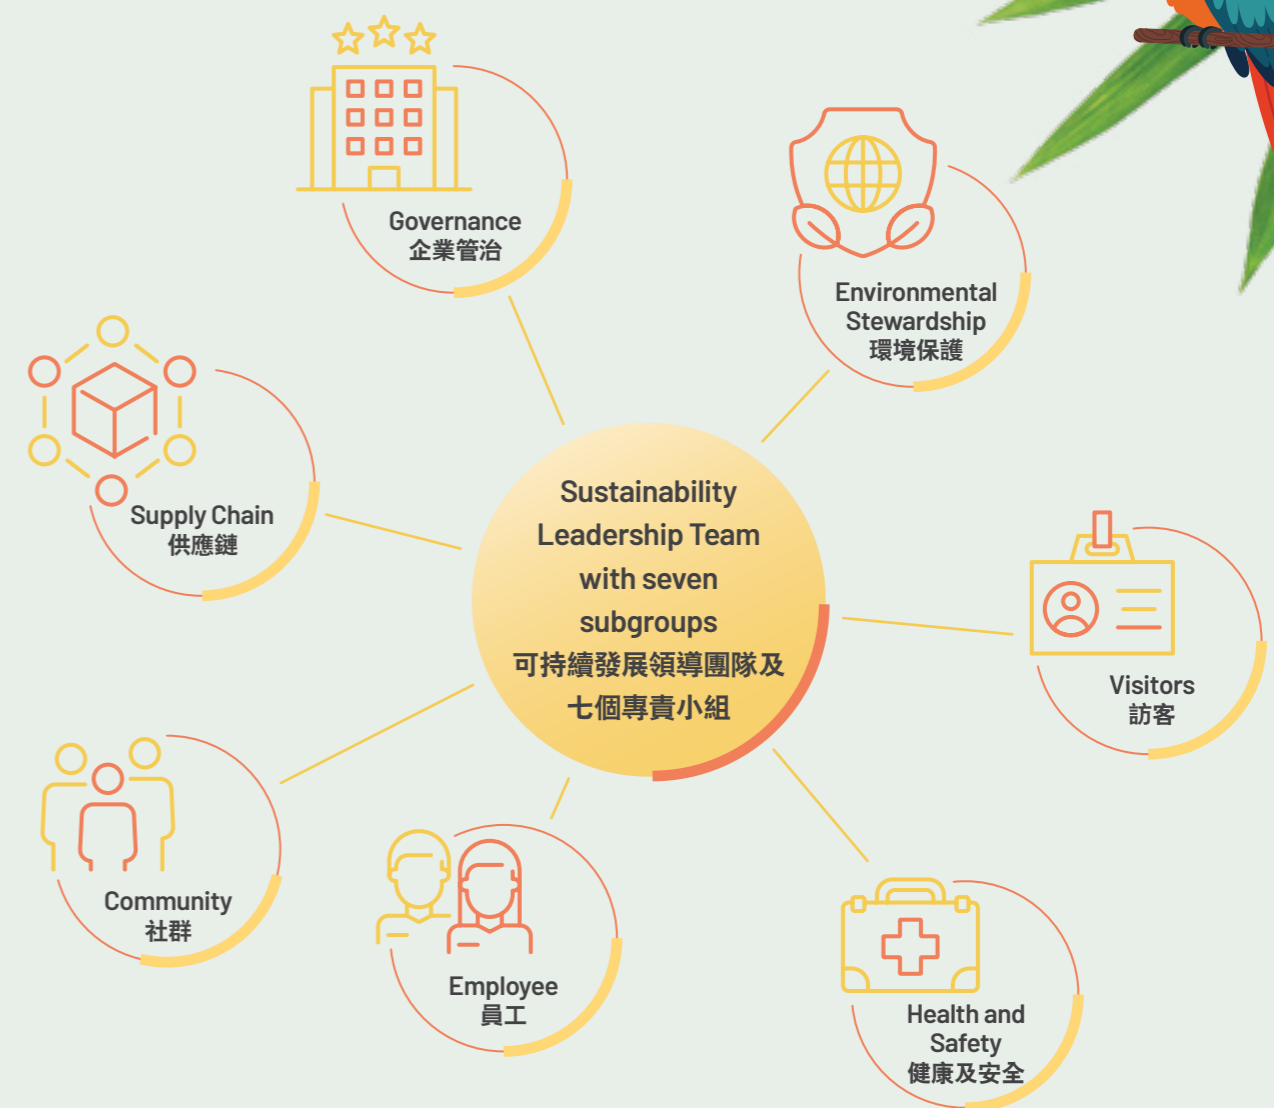 Governance
企業管治
Environmental
Stewardship
環境保護
Supply Chain
供應鏈
Sustainability
Leadership Team
with seven
subgroups
可持續發展領導團隊及
七個專責小組
Visitors
訪客
Community
社群
Employee
員工
Health and
Safety
健康及安全